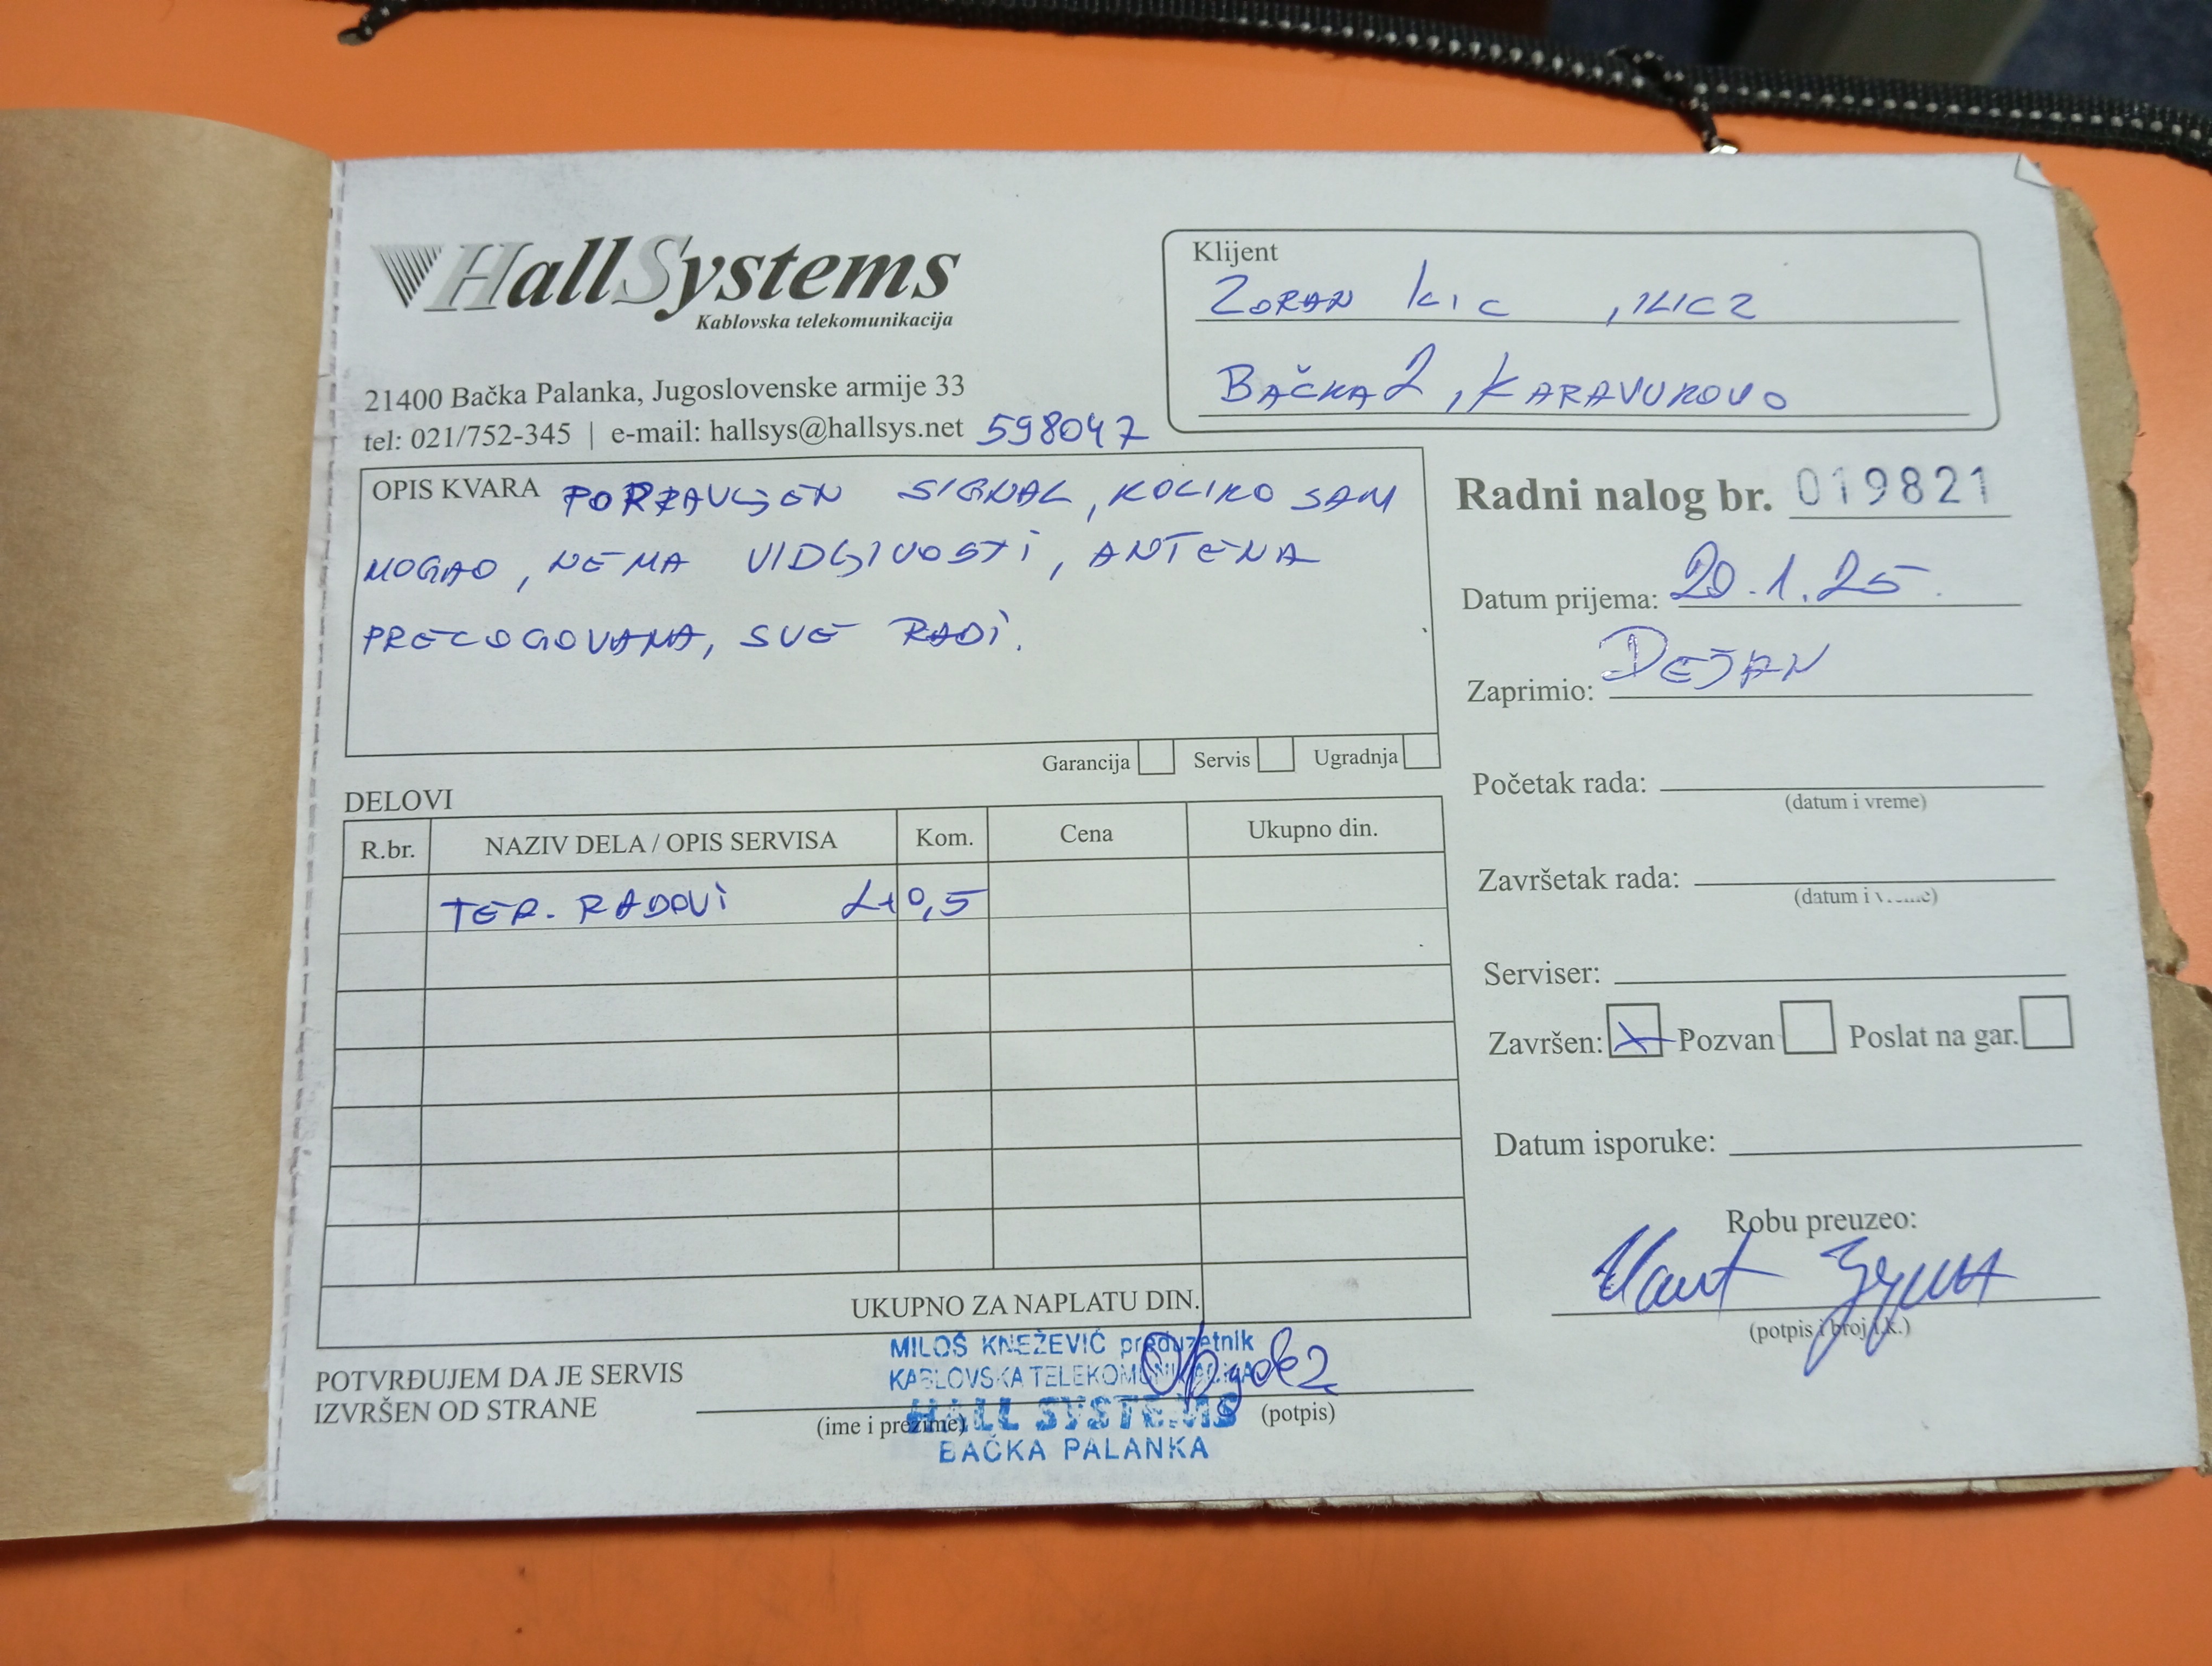 HallSystems
Kablovska telekomunikacija
21400 Bačka Palanka, Jugoslovenske armije 33
tel: 021/752-345 | e-mail: hallsys@hallsys.net 598047
Klijent
ZORAN KIC , KIC2
BAČKA 2, KARAVUKOVO
OPIS KVARA POPRAVLJEN SIGNAL, KOLIKO SAM
MOGAO, NEMA VIDLJIVOSTI, ANTENA
PRELOGOVANA, SVE RADI.
Garancija Servis Ugradnja
Radni nalog br. 019821
Datum prijema: 20.1.25.
Zaprimio: DEJAN
Početak rada:
(datum i vreme)
Završetak rada:
(datum i vreme)
Serviser:
Završen: X Pozvan Poslat na gar.
Datum isporuke:
Robu preuzeo:
(potpis i broj l.k.)
DELOVI
R.br. NAZIV DELA / OPIS SERVISA Kom. Cena Ukupno din.
TER. RADOVI 0,5
UKUPNO ZA NAPLATU DIN.
POTVRĐUJEM DA JE SERVIS
IZVRŠEN OD STRANE
(ime i prezime) (potpis)
MILOŠ KNEŽEVIĆ preduzetnik
KABLOVSKA TELEKOMUNIKACIJA
HALL SYSTEMS
BAČKA PALANKA